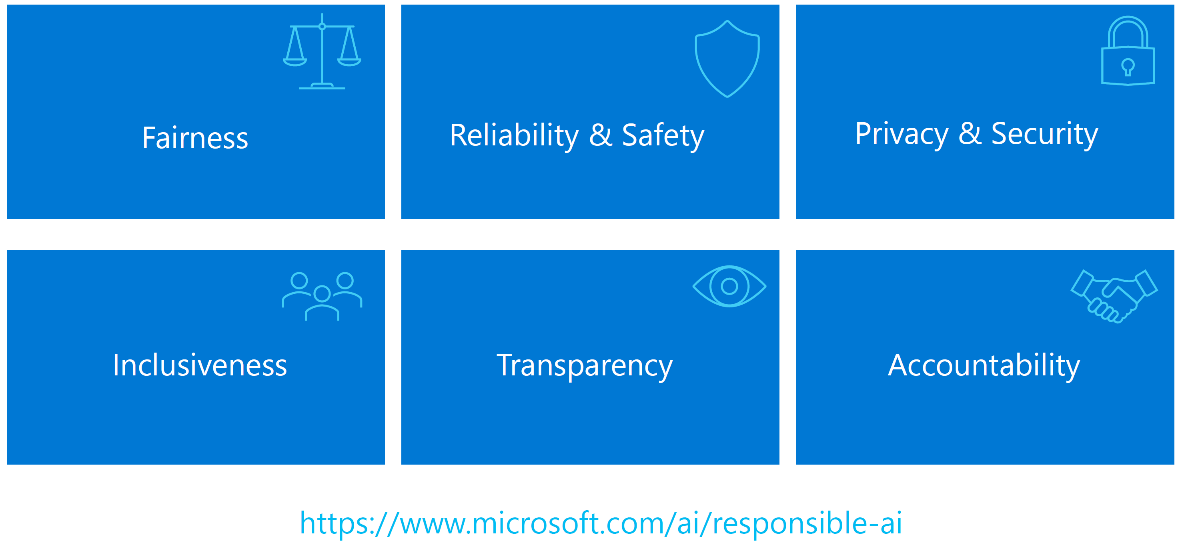 Fairness
Reliability & Safety
Privacy & Security
Inclusiveness
Transparency
Accountability
https://www.microsoft.com/ai/responsible-ai